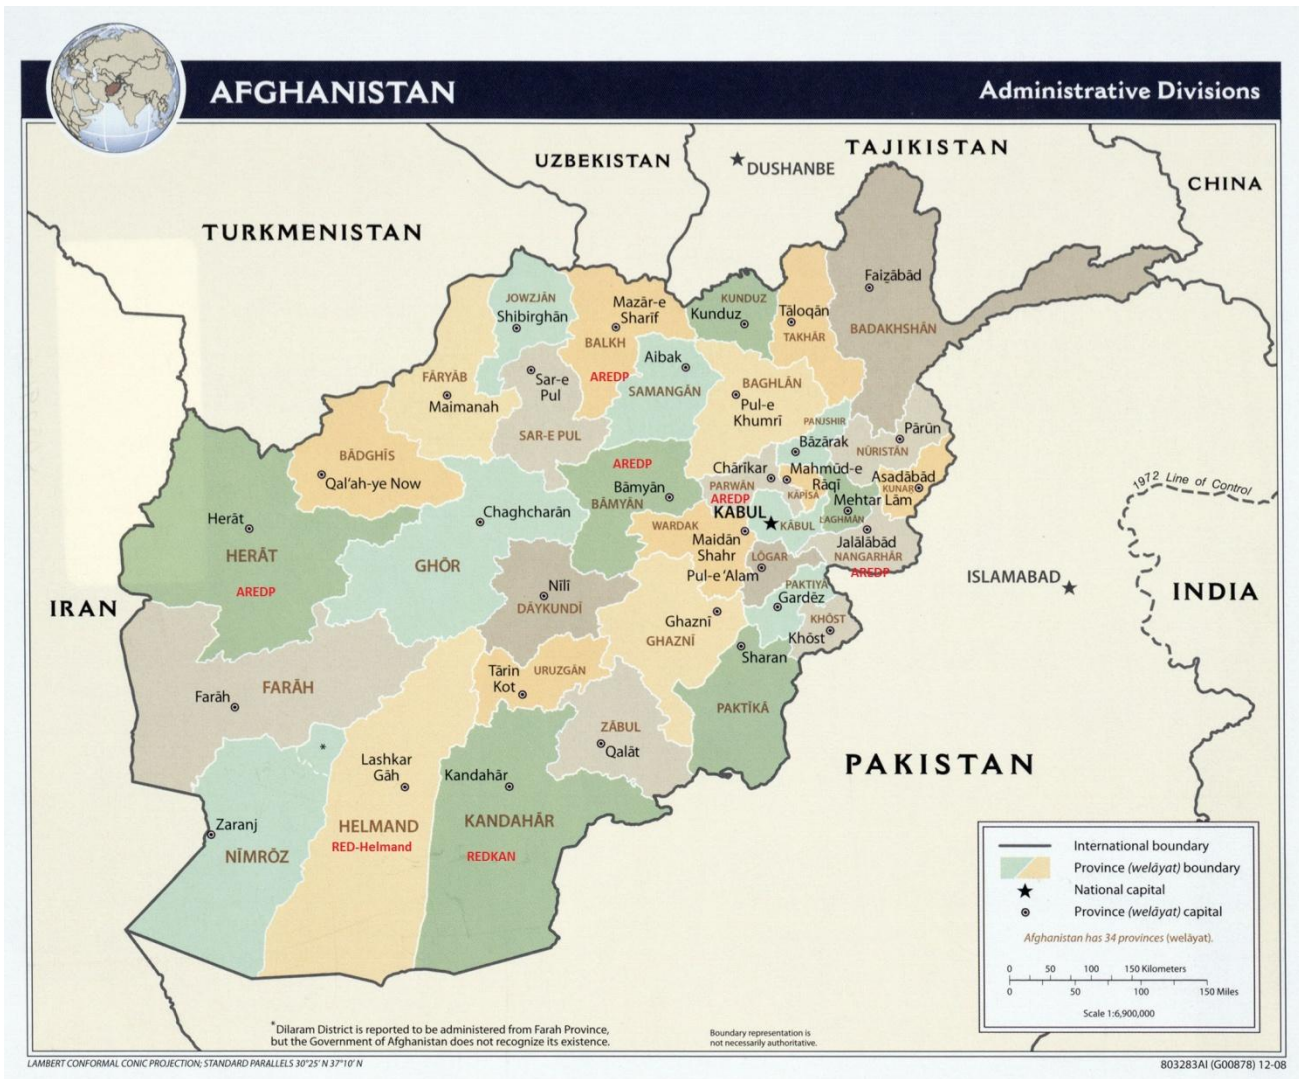 AFGHANISTAN
Administrative Divisions
UZBEKISTAN
TAJIKISTAN
DUSHANBE
CHINA
TURKMENISTAN
Faizābād
JOWZJĀN
Shibirghān
Mazār-e
Sharīf
BALKH
AREDP
KUNDUZ
Kunduz
Tāloqān
TAKHĀR
BADAKHSHĀN
Aibak
SAMANGĀN
FĀRYĀB
Maimanah
Sar-e
Pul
SAR-E PUL
BAGHLĀN
Pul-e
Khumrī
PANJSHIR
Bāzārak
Pārūn
NŪRISTĀN
BĀDGHĪS
Qal'ah-ye Now
AREDP
Bāmyān
BĀMYĀN
Chārīkar
PARWĀN
AREDP
Mahmūd-e
Rāqī
KĀPĪSĀ
Asadābād
KUNAR
Mehtar Lām
LAGHMĀN
1972 Line of Control
Herāt
HERĀT
AREDP
Chaghcharān
GHŌR
KABUL
KĀBUL
WARDAK
Maidān
Shahr
Jalālābād
NANGARHĀR
AREDP
LŌGAR
Pul-e 'Alam
PAKTIYĀ
Gardēz
KHŌST
Khōst
ISLAMABAD
INDIA
IRAN
Nīlī
DĀYKUNDĪ
Ghaznī
GHAZNĪ
Sharan
PAKTĪKĀ
Tārin
Kot
URUZGĀN
FARĀH
Farāh
ZĀBUL
Qalāt
*
Lashkar
Gāh
Kandahār
PAKISTAN
Zaranj
NĪMRŌZ
HELMAND
RED-Helmand
KANDAHĀR
REDKAN
International boundary
Province (welāyat) boundary
National capital
Province (welāyat) capital
Afghanistan has 34 provinces (welāyat).
0 50 100 150 Kilometers
0 50 100 150 Miles
Scale 1:6,900,000
*Dilaram District is reported to be administered from Farah Province,
but the Government of Afghanistan does not recognize its existence.
Boundary representation is
not necessarily authoritative.
LAMBERT CONFORMAL CONIC PROJECTION; STANDARD PARALLELS 30°25' N 37°10' N
803283AI (G00878) 12-08